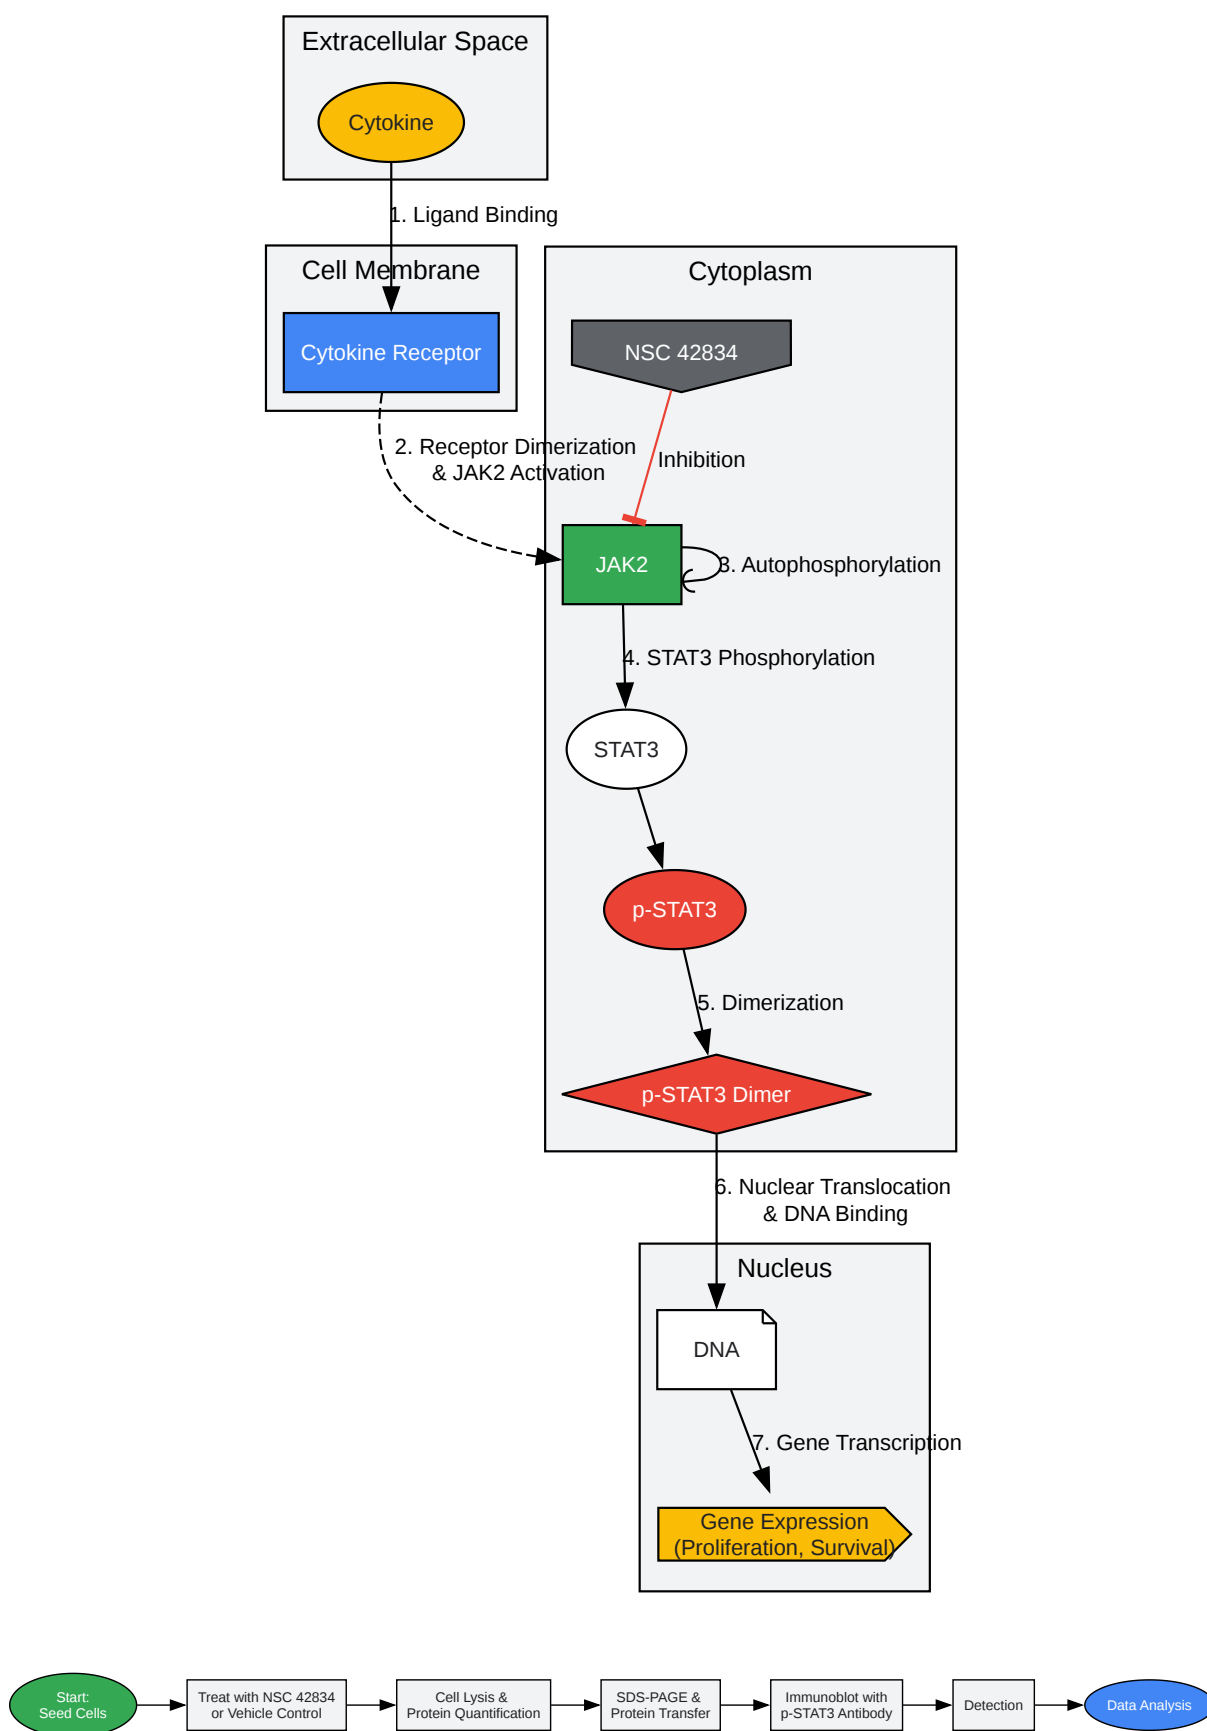 Extracellular Space
Cytokine
1. Ligand Binding
Cell Membrane
Cytokine Receptor
Cytoplasm
NSC 42834
2. Receptor Dimerization
& JAK2 Activation
Inhibition
JAK2
3. Autophosphorylation
4. STAT3 Phosphorylation
STAT3
p-STAT3
5. Dimerization
p-STAT3 Dimer
6. Nuclear Translocation
& DNA Binding
Nucleus
DNA
7. Gene Transcription
Gene Expression
(Proliferation, Survival)
Start:
Seed Cells
Treat with NSC 42834
or Vehicle Control
Cell Lysis &
Protein Quantification
SDS-PAGE &
Protein Transfer
Immunoblot with
p-STAT3 Antibody
Detection
Data Analysis